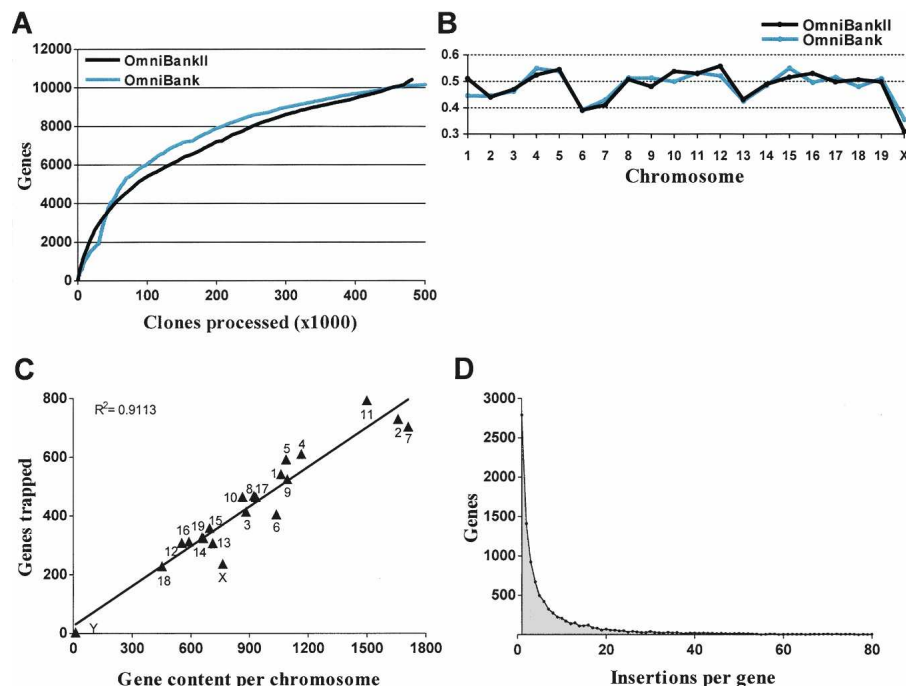 A
12000
10000
8000
6000
4000
2000
0
Genes
OmniBankII
OmniBank
0 100 200 300 400 500
Clones processed (x1000)
B
OmniBankII
OmniBank
0.6
0.5
0.4
0.3
1 2 3 4 5 6 7 8 9 10 11 12 13 14 15 16 17 18 19 X
Chromosome
C
800
600
400
200
0
Genes trapped
R²= 0.9113
11
2
7
5
4
1
9
10
8
17
3
6
16
19
15
12
14
13
18
X
Y
0 300 600 900 1200 1500 1800
Gene content per chromosome
D
3000
2500
2000
1500
1000
500
Genes
0 20 40 60 80
Insertions per gene